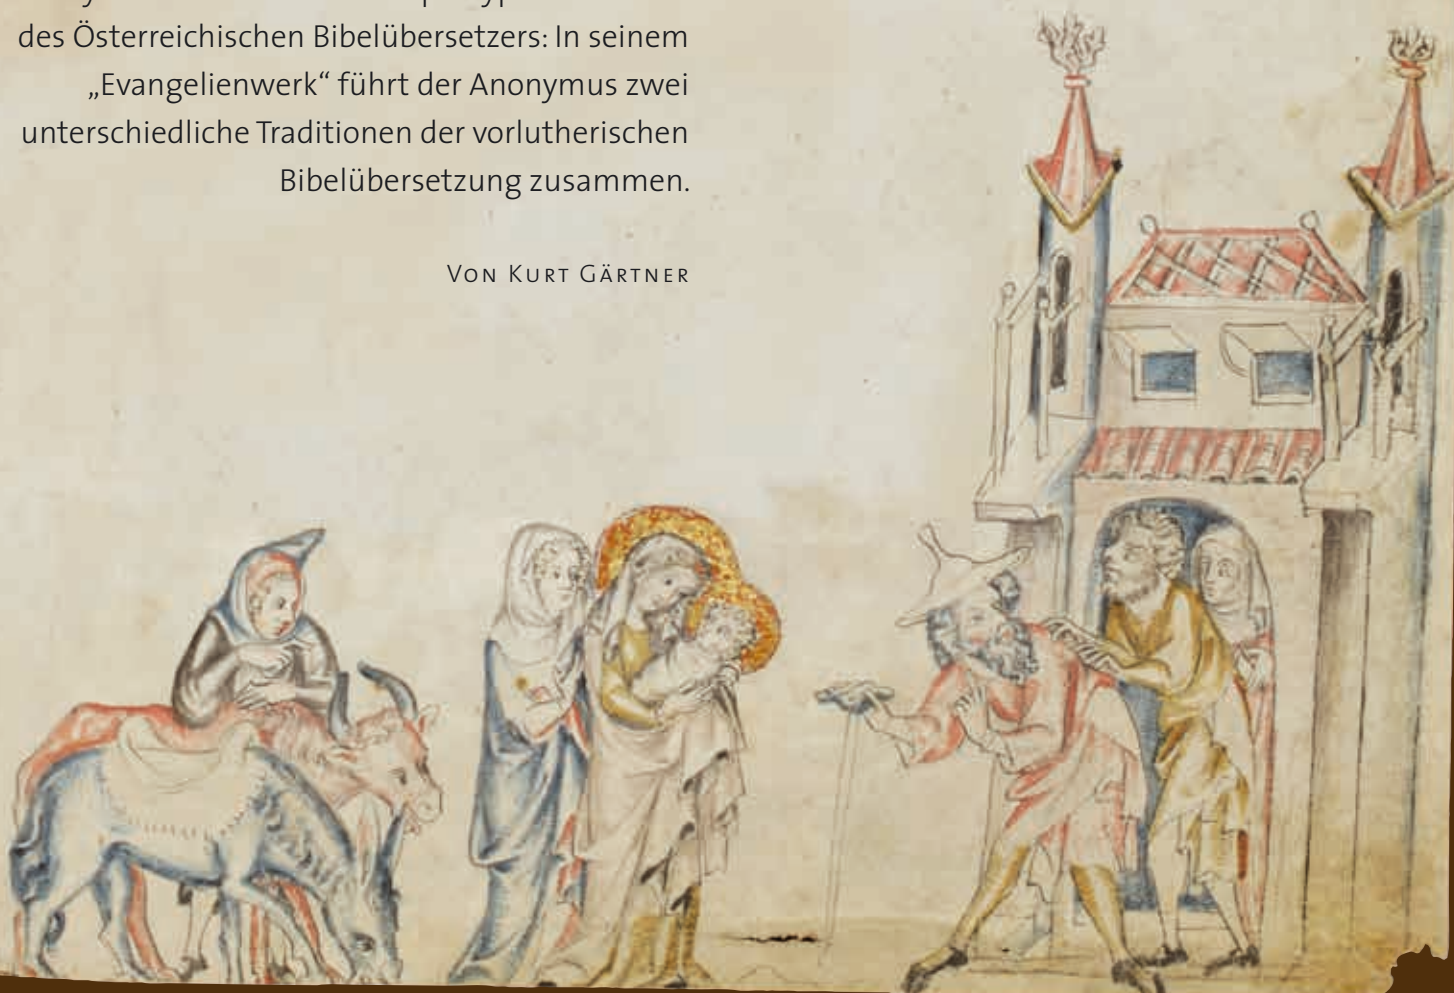 des Österreichischen Bibelübersetzers: In seinem
„Evangelienwerk“ führt der Anonymus zwei
unterschiedliche Traditionen der vorlutherischen
Bibelübersetzung zusammen.
Von Kurt Gärtner